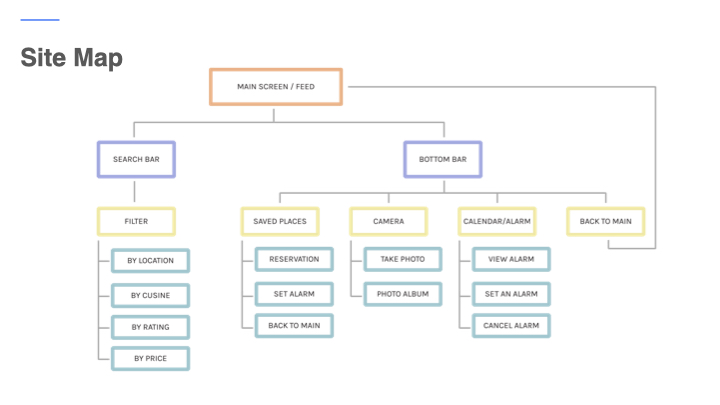 Site Map
MAIN SCREEN / FEED
SEARCH BAR
BOTTOM BAR
FILTER
SAVED PLACES
CAMERA
CALENDAR/ALARM
BACK TO MAIN
BY LOCATION
BY CUSINE
BY RATING
BY PRICE
RESERVATION
SET ALARM
BACK TO MAIN
TAKE PHOTO
PHOTO ALBUM
VIEW ALARM
SET AN ALARM
CANCEL ALARM